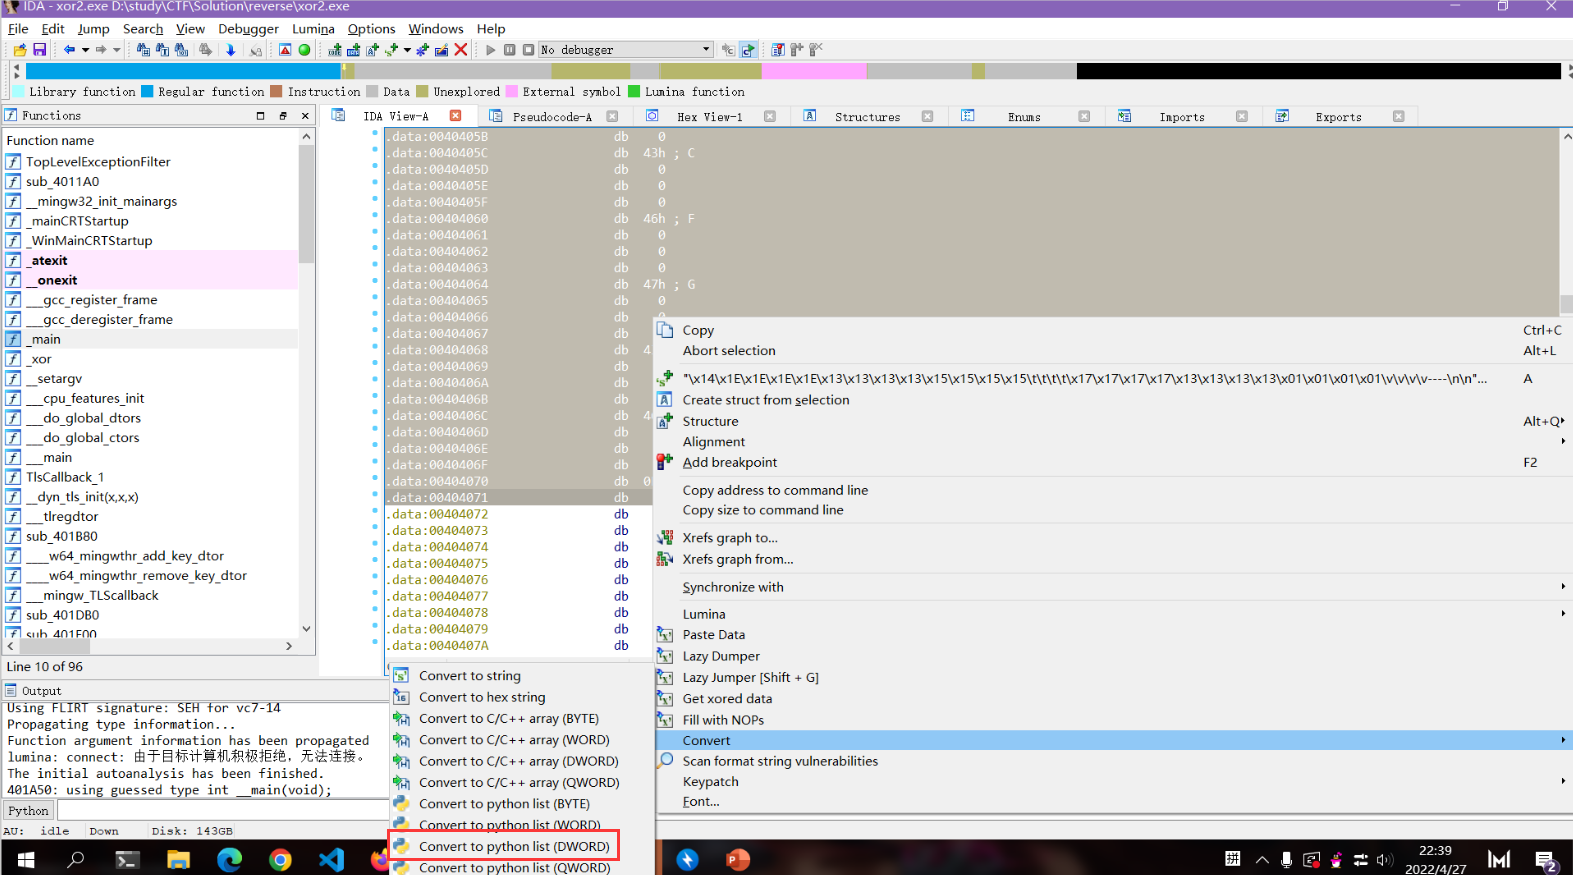 IDA - xor2.exe D:\study\CTF\Solution\reverse\xor2.exe
File Edit Jump Search View Debugger Lumina Options Windows Help
No debugger
Library function Regular function Instruction Data Unexplored External symbol Lumina function
Functions
IDA View-A Pseudocode-A Hex View-1 Structures Enums Imports Exports
Function name
TopLevelExceptionFilter
sub_4011A0
__mingw32_init_mainargs
_mainCRTStartup
_WinMainCRTStartup
_atexit
__onexit
___gcc_register_frame
___gcc_deregister_frame
_main
_xor
__setargv
___cpu_features_init
___do_global_dtors
___do_global_ctors
___main
TlsCallback_1
__dyn_tls_init(x,x,x)
___tlregdtor
sub_401B80
____w64_mingwthr_add_key_dtor
____w64_mingwthr_remove_key_dtor
___mingw_TLScallback
sub_401DB0
sub_401E00
Line 10 of 96
.data:0040405B db 0
.data:0040405C db 43h ; C
.data:0040405D db 0
.data:0040405E db 0
.data:0040405F db 0
.data:00404060 db 46h ; F
.data:00404061 db 0
.data:00404062 db 0
.data:00404063 db 0
.data:00404064 db 47h ; G
.data:00404065 db 0
.data:00404066 db 0
.data:00404067 db
.data:00404068 db 4
.data:00404069 db
.data:0040406A db
.data:0040406B db
.data:0040406C db 4
.data:0040406D db
.data:0040406E db
.data:0040406F db
.data:00404070 db 0
.data:00404071 db
.data:00404072 db
.data:00404073 db
.data:00404074 db
.data:00404075 db
.data:00404076 db
.data:00404077 db
.data:00404078 db
.data:00404079 db
.data:0040407A db
Copy Ctrl+C
Abort selection Alt+L
"\x14\x1E\x1E\x1E\x1E\x13\x13\x13\x13\x15\x15\x15\x15\t\t\t\t\x17\x17\x17\x17\x13\x13\x13\x13\x01\x01\x01\x01\v\v\v\v----\n\n"... A
Create struct from selection
Structure Alt+Q
Alignment
Add breakpoint F2
Copy address to command line
Copy size to command line
Xrefs graph to...
Xrefs graph from...
Synchronize with
Lumina
Paste Data
Lazy Dumper
Lazy Jumper [Shift + G]
Get xored data
Fill with NOPs
Convert
Scan format string vulnerabilities
Keypatch
Font...
Convert to string
Convert to hex string
Convert to C/C++ array (BYTE)
Convert to C/C++ array (WORD)
Convert to C/C++ array (DWORD)
Convert to C/C++ array (QWORD)
Convert to python list (BYTE)
Convert to python list (WORD)
Convert to python list (DWORD)
Convert to python list (QWORD)
Output
Using FLIRT signature: SEH for vc7-14
Propagating type information...
Function argument information has been propagated
lumina: connect: 由于目标计算机积极拒绝，无法连接。
The initial autoanalysis has been finished.
401A50: using guessed type int __main(void);
Python
AU: idle Down Disk: 143GB
拼
22:39
2022/4/27
2